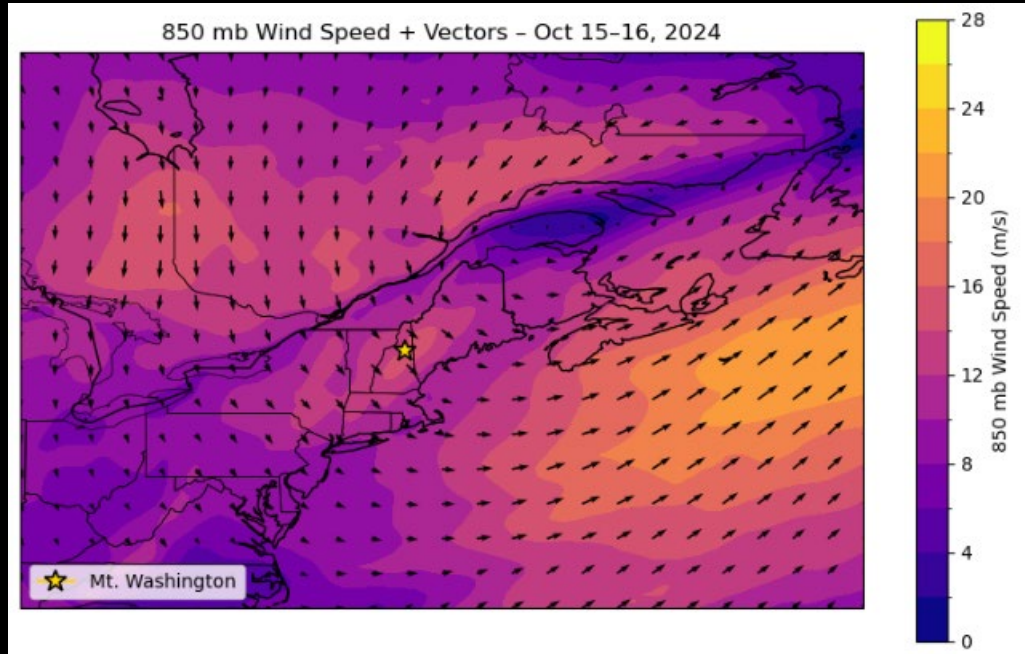 850 mb Wind Speed + Vectors – Oct 15–16, 2024
28
24
20
16
12
8
4
0
850 mb Wind Speed (m/s)
Mt. Washington